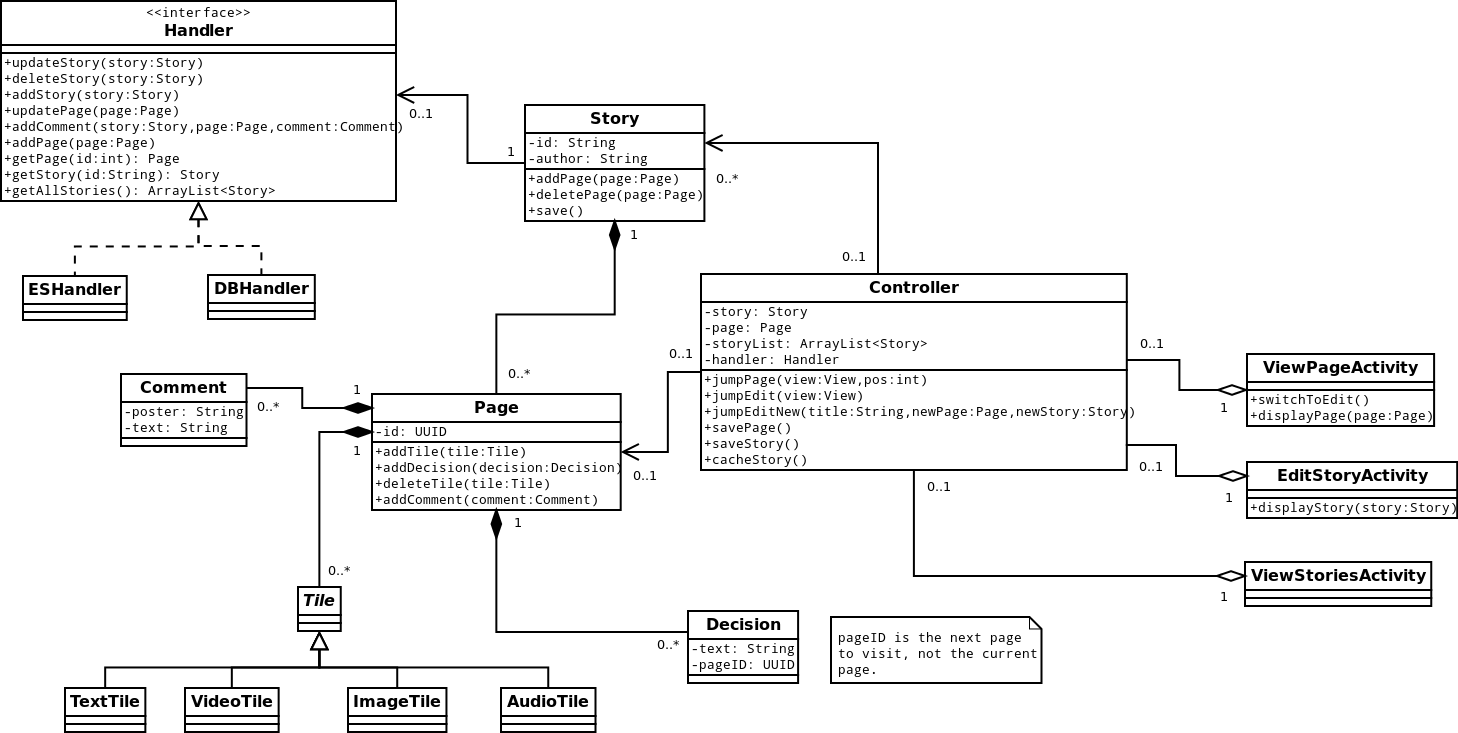 <<interface>>
Handler
+updateStory(story:Story)
+deleteStory(story:Story)
+addStory(story:Story)
+updatePage(page:Page)
+addComment(story:Story,page:Page,comment:Comment)
+addPage(page:Page)
+getPage(id:int): Page
+getStory(id:String): Story
+getAllStories(): ArrayList<Story>
0..1
1
Story
-id: String
-author: String
+addPage(page:Page)
+deletePage(page:Page)
+save()
0..*
1
0..1
ESHandler
DBHandler
Controller
-story: Story
-page: Page
-storyList: ArrayList<Story>
-handler: Handler
+jumpPage(view:View,pos:int)
+jumpEdit(view:View)
+jumpEditNew(title:String,newPage:Page,newStory:Story)
+savePage()
+saveStory()
+cacheStory()
0..1
0..1
0..1
ViewPageActivity
+switchToEdit()
+displayPage(page:Page)
1
0..1
EditStoryActivity
+displayStory(story:Story)
1
0..1
ViewStoriesActivity
1
Comment
-poster: String
-text: String
0..*
1
0..*
Page
-id: UUID
+addTile(tile:Tile)
+addDecision(decision:Decision)
+deleteTile(tile:Tile)
+addComment(comment:Comment)
1
1
0..*
Tile
TextTile
VideoTile
ImageTile
AudioTile
0..*
Decision
-text: String
-pageID: UUID
pageID is the next page
to visit, not the current
page.